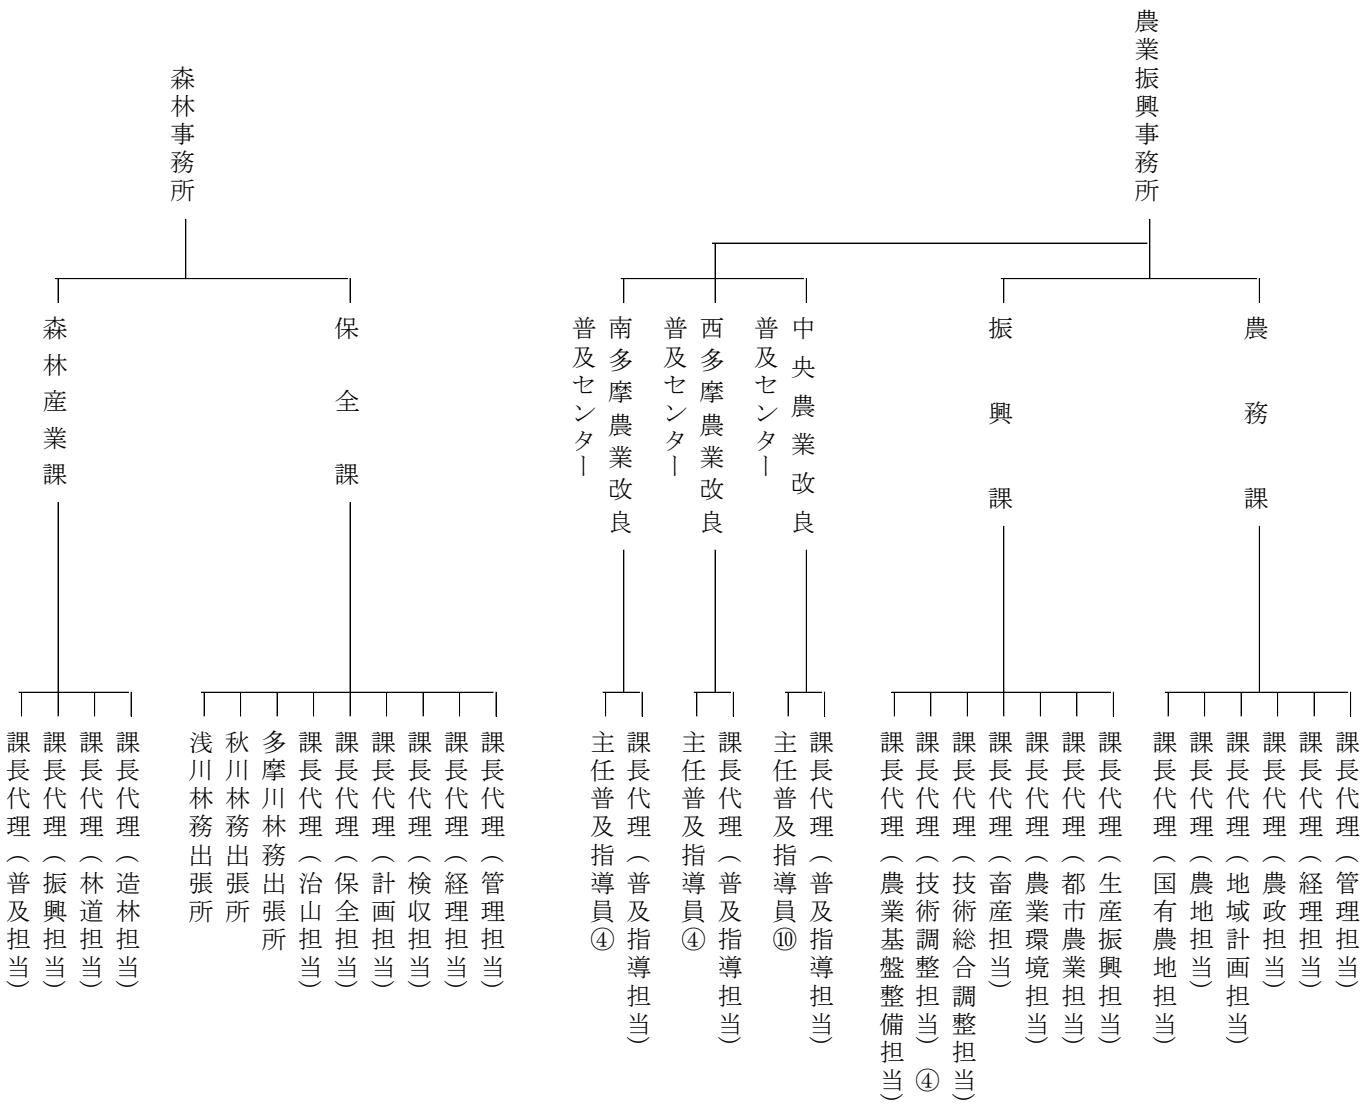 農業振興事務所
農務課
課長代理（管理担当）
課長代理（経理担当）
課長代理（農政担当）
課長代理（地域計画担当）
課長代理（農地担当）
課長代理（国有農地担当）
振興課
課長代理（生産振興担当）
課長代理（都市農業担当）
課長代理（農業環境担当）
課長代理（畜産担当）
課長代理（技術総合調整担当）
課長代理（技術調整担当）④
課長代理（農業基盤整備担当）
中央農業改良
普及センター
課長代理（普及指導担当）
主任普及指導員⑩
西多摩農業改良
普及センター
課長代理（普及指導担当）
主任普及指導員④
南多摩農業改良
普及センター
課長代理（普及指導担当）
主任普及指導員④
森林事務所
保全課
課長代理（管理担当）
課長代理（経理担当）
課長代理（検収担当）
課長代理（計画担当）
課長代理（保全担当）
課長代理（治山担当）
多摩川林務出張所
秋川林務出張所
浅川林務出張所
森林産業課
課長代理（造林担当）
課長代理（林道担当）
課長代理（振興担当）
課長代理（普及担当）